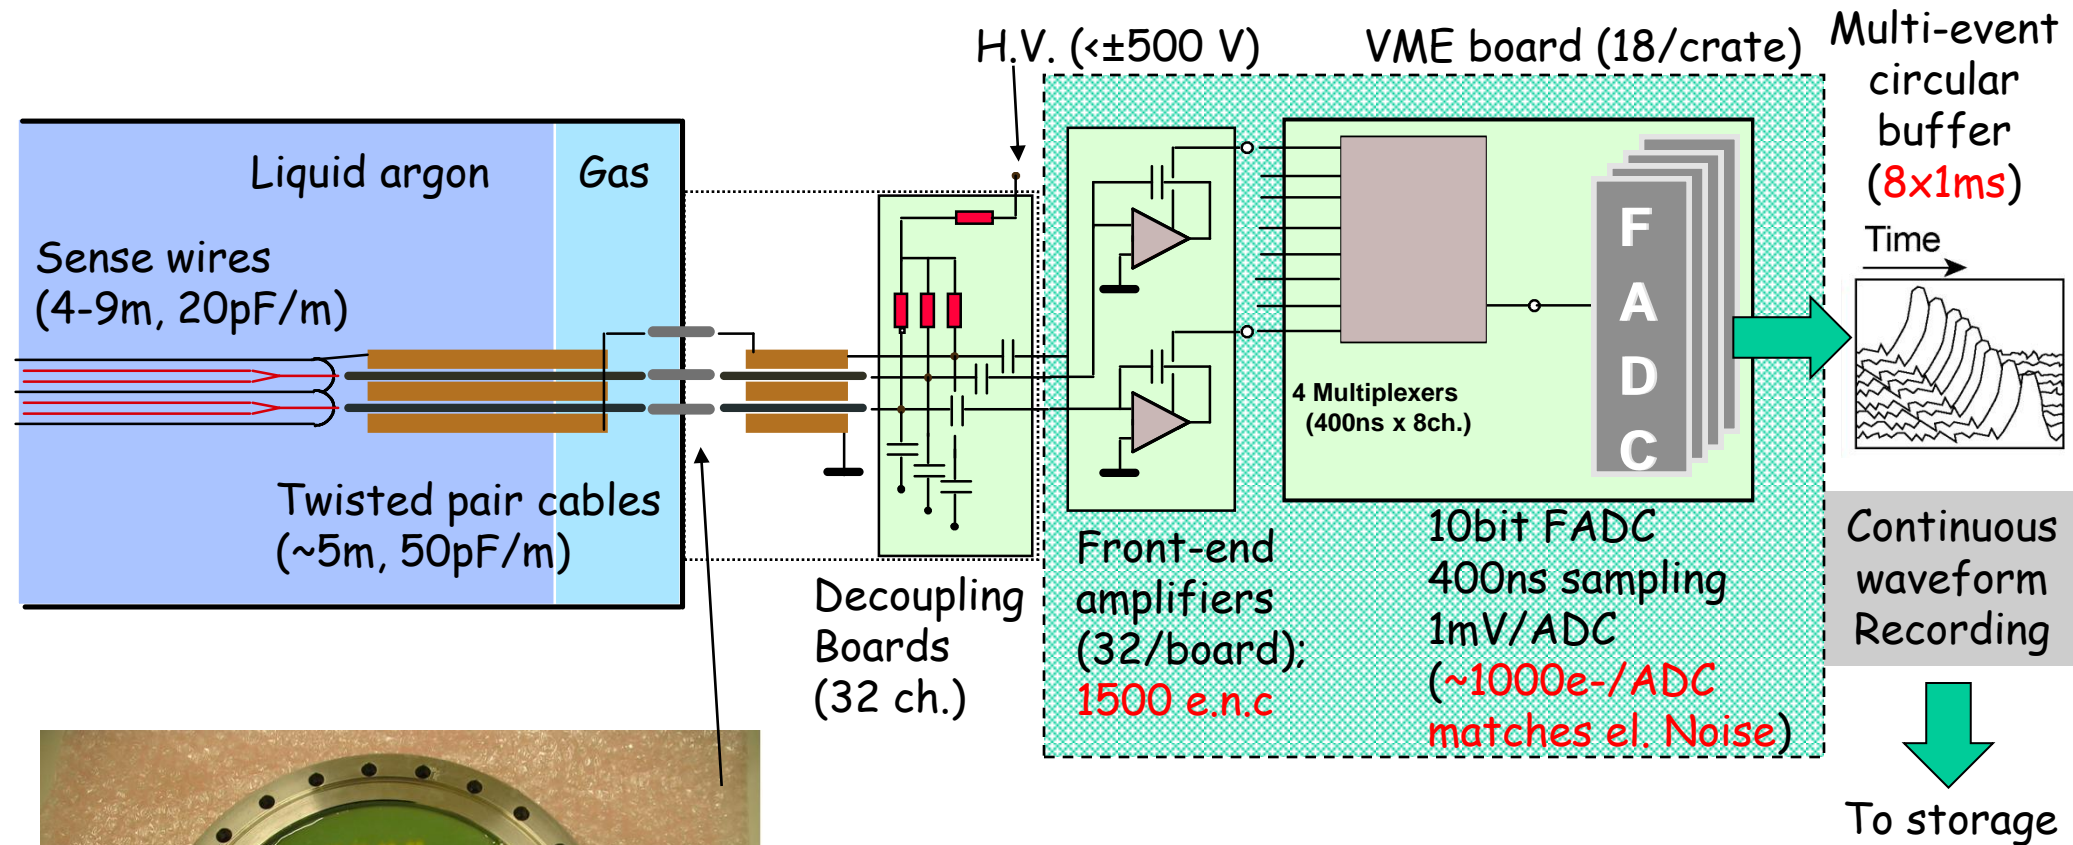 H.V. (<±500 V)
VME board (18/crate)
Multi-event
circular
buffer
(8x1ms)
Time
Liquid argon
Gas
Sense wires
(4-9m, 20pF/m)
Twisted pair cables
(~5m, 50pF/m)
Decoupling
Boards
(32 ch.)
Front-end
amplifiers
(32/board);
1500 e.n.c
4 Multiplexers
(400ns x 8ch.)
F
A
D
C
10bit FADC
400ns sampling
1mV/ADC
(~1000e-/ADC
matches el. Noise)
Continuous
waveform
Recording
To storage